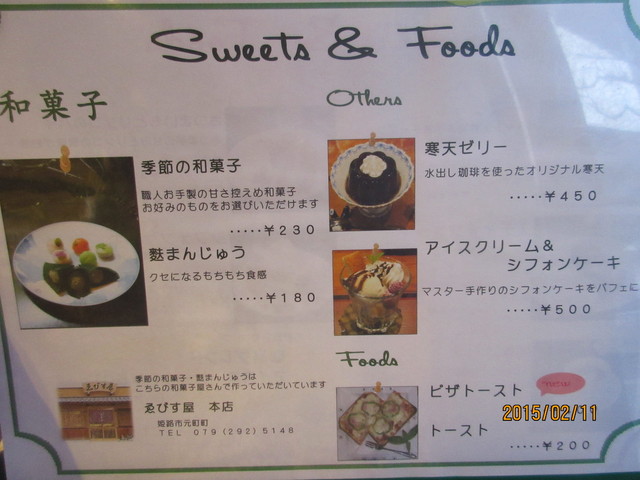 Sweets & Foods
和菓子
季節の和菓子
職人お手製の甘さ控えめ和菓子
お好みのものをお選びいただけます
‥‥‥￥230
麩まんじゅう
クセになるもちもち食感
‥‥‥￥180
季節の和菓子・麩まんじゅうは
こちらの和菓子屋さんで作っていただいています
ゑびす屋
ゑびす屋 本店
姫路市元町町
TEL 079(292)5148
Others
寒天ゼリー
水出し珈琲を使ったオリジナル寒天
‥‥‥￥450
アイスクリーム＆
シフォンケーキ
マスター手作りのシフォンケーキをパフェに
‥‥‥￥500
Foods
ピザトースト
トースト
‥‥‥￥200
2015/02/11